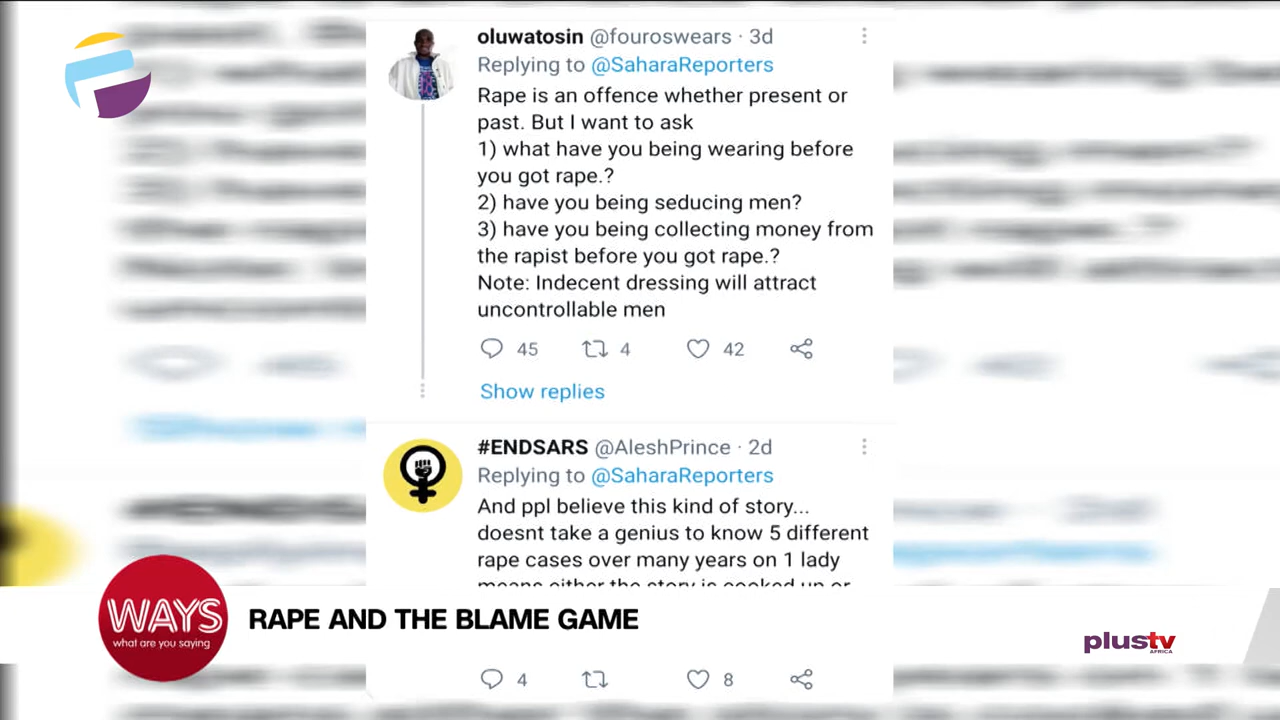 oluwatosin @fouroswears · 3d
Replying to @SaharaReporters
Rape is an offence whether present or
past. But I want to ask
1) what have you being wearing before
you got rape.?
2) have you being seducing men?
3) have you being collecting money from
the rapist before you got rape.?
Note: Indecent dressing will attract
uncontrollable men
45 4 42
Show replies
#ENDSARS @AleshPrince · 2d
Replying to @SaharaReporters
And ppl believe this kind of story...
doesnt take a genius to know 5 different
rape cases over many years on 1 lady
means either the story is cooked up or
WAYS
what are you saying
RAPE AND THE BLAME GAME
plustv
AFRICA
4 8